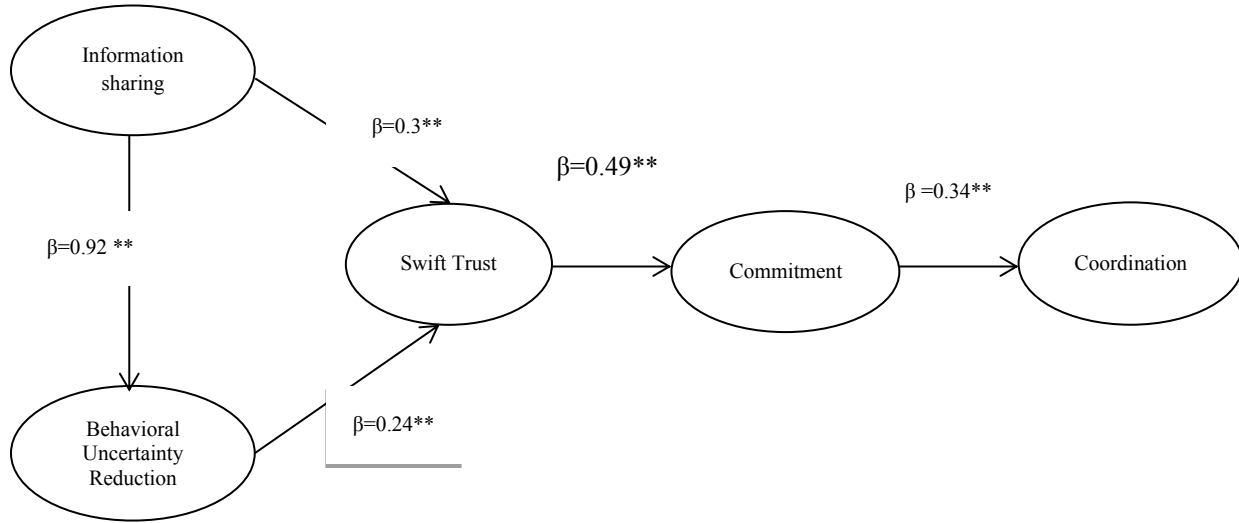 Information
sharing
β=0.3**
β=0.49**
β =0.34**
β=0.92 **
Swift Trust
Commitment
Coordination
β=0.24**
Behavioral
Uncertainty
Reduction